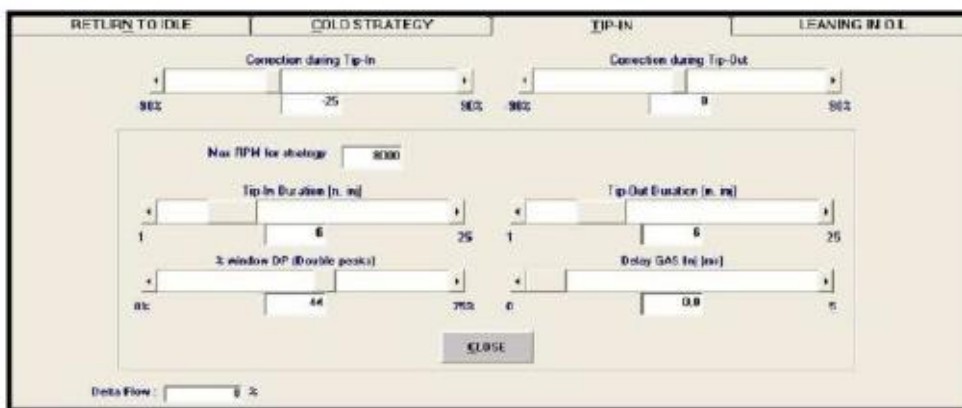 RETURN TO IDLE COLD STRATEGY TIP-IN LEANING IN O.L.
Correction during Tip-In Correction during Tip-Out
-90% -25 90% -90% 0 90%
Max RPM for strategy 8000
Tip-In Duration [n. inj] Tip-Out Duration [n. inj]
1 6 25 1 6 25
% window DP (Double peaks) Delay GAS Inj [ms]
0% 44 75% 0 0,0 5
CLOSE
Delta Flow : 0 %